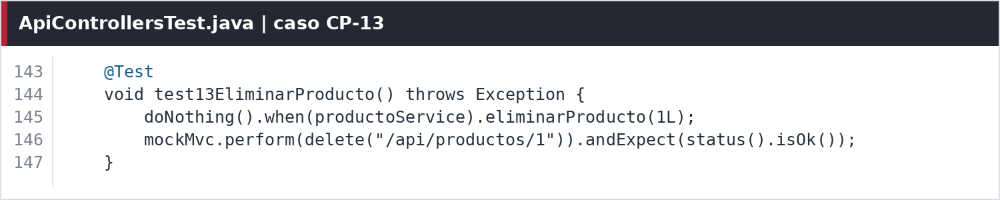 ApiControllersTest.java | caso CP-13
143 @Test
144 void test13EliminarProducto() throws Exception {
145 doNothing().when(productoService).eliminarProducto(1L);
146 mockMvc.perform(delete("/api/productos/1")).andExpect(status().isOk());
147 }